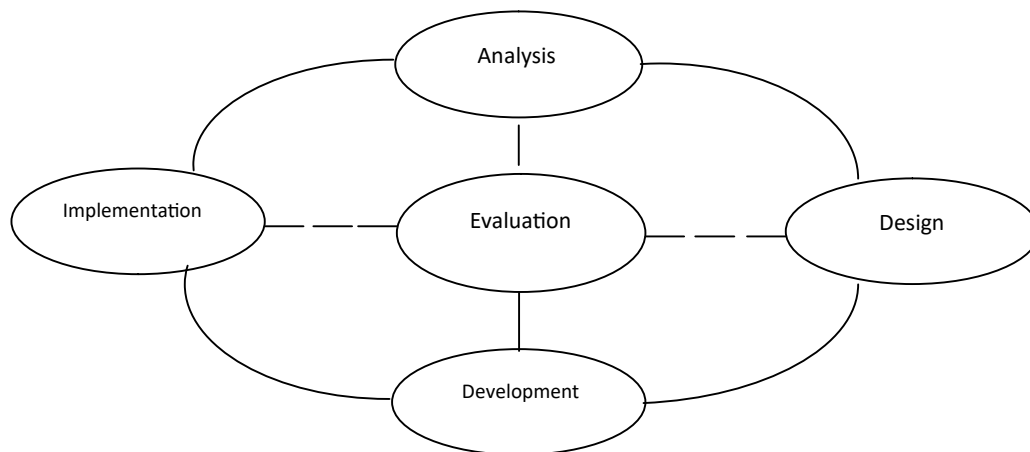 Analysis
Implementation
Evaluation
Design
Development